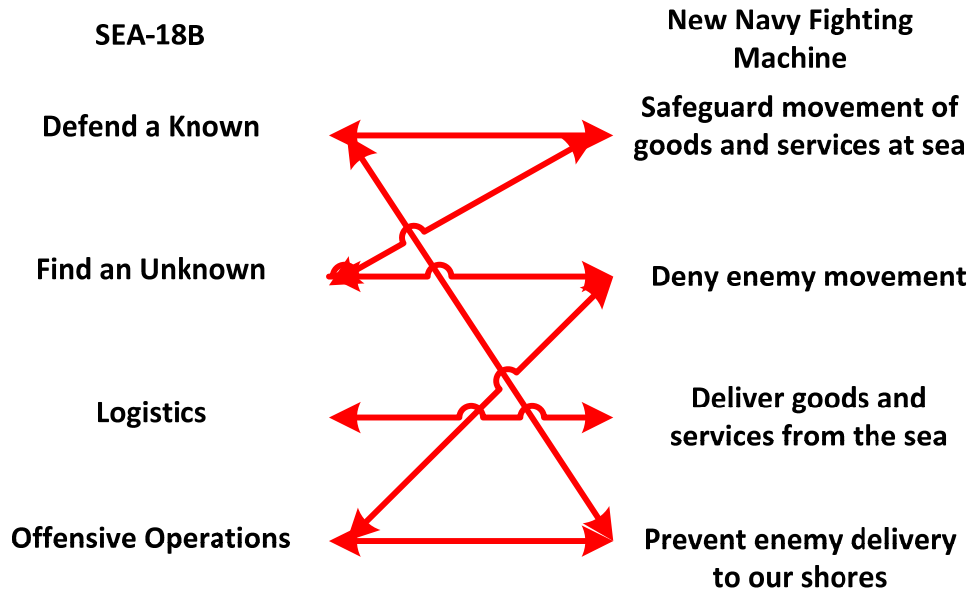 SEA-18B
New Navy Fighting
Machine
Defend a Known
Safeguard movement of
goods and services at sea
Find an Unknown
Deny enemy movement
Logistics
Deliver goods and
services from the sea
Offensive Operations
Prevent enemy delivery
to our shores